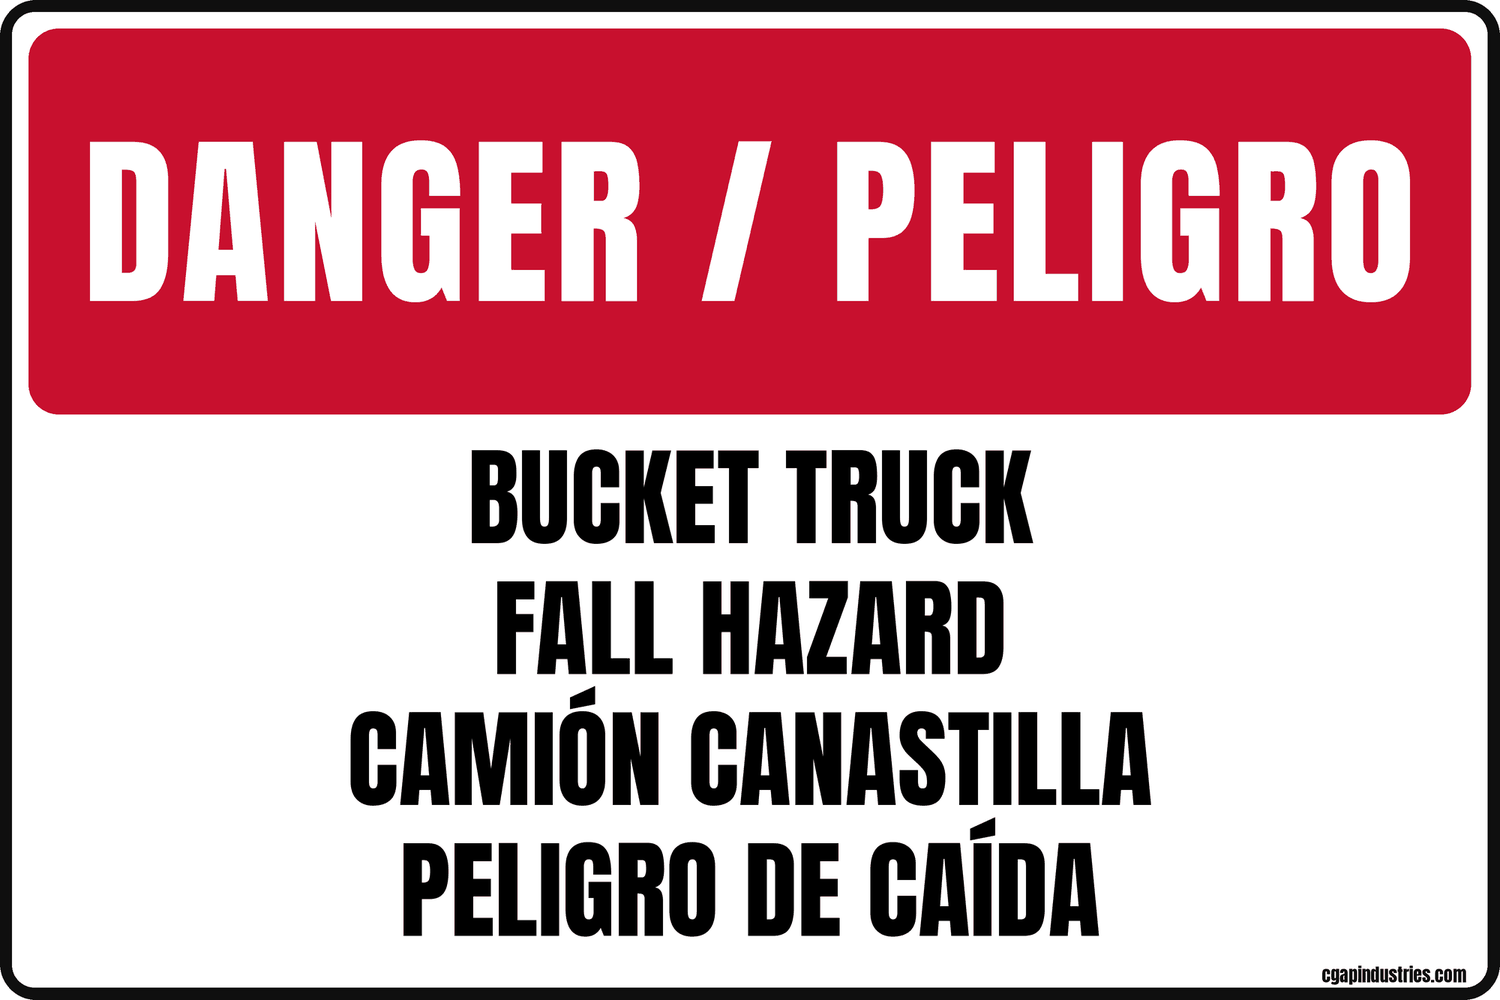 DANGER / PELIGRO
BUCKET TRUCK
FALL HAZARD
CAMIÓN CANASTILLA
PELIGRO DE CAÍDA
cgapindustries.com